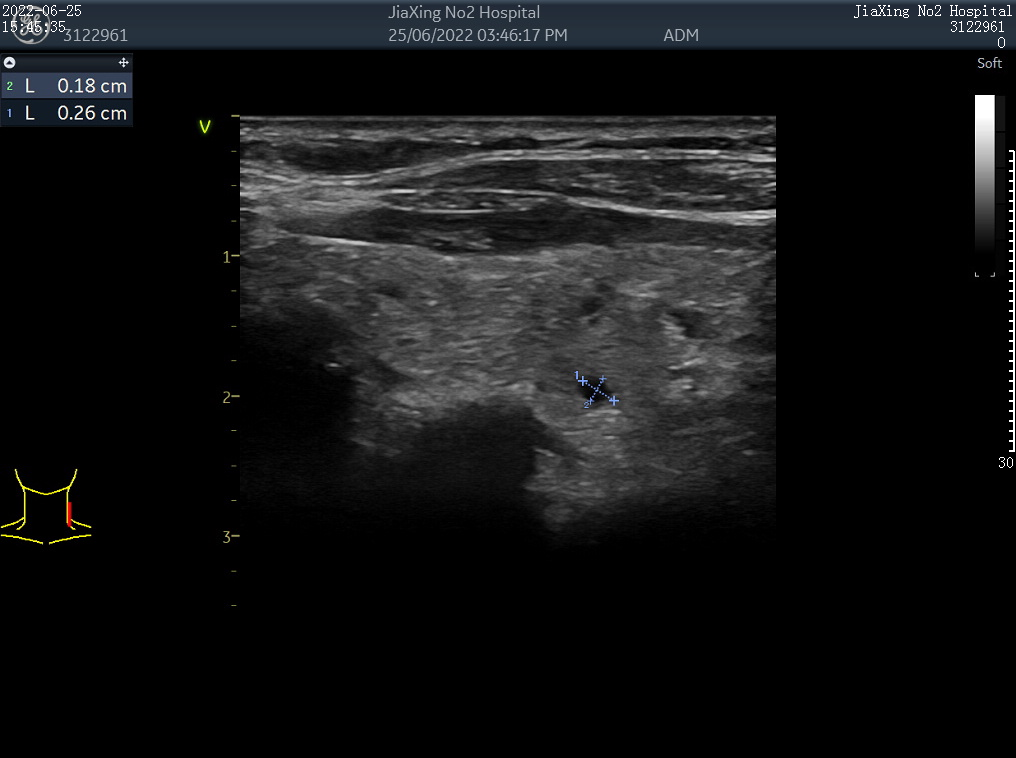 2022-06-25
15:45:35
3122961
JiaXing No2 Hospital
25/06/2022 03:46:17 PM
ADM
JiaXing No2 Hospital
3122961
0
Soft
2 L 0.18 cm
1 L 0.26 cm
V
1
2
3
1
2
30